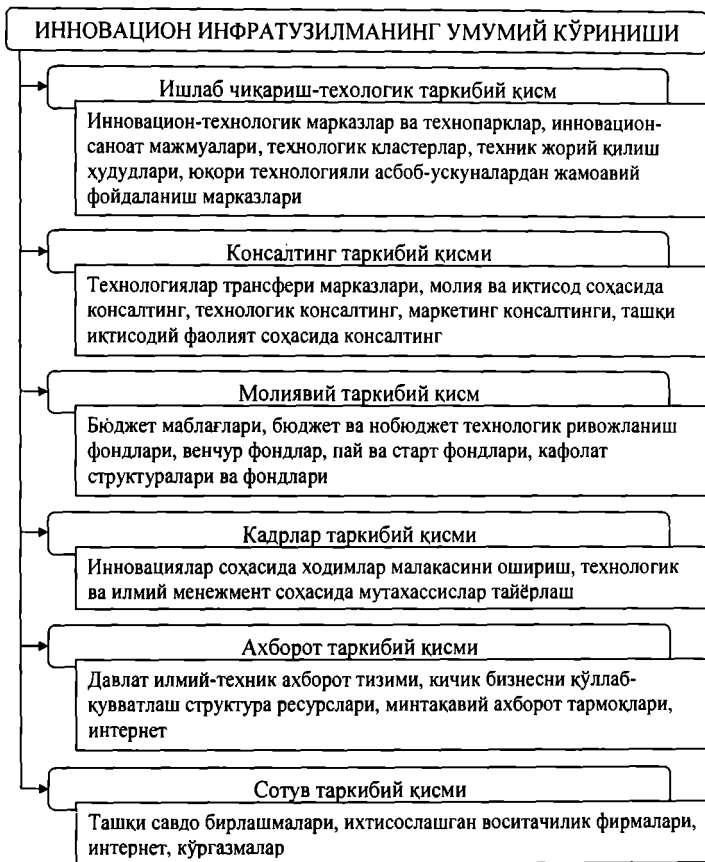 ИННОВАЦИОН ИНФРАТУЗИЛМАНИНГ УМУМИЙ КЎРИНИШИ
Ишлаб чиқариш-техологик таркибий қисм
Инновацион-технологик марказлар ва технопарклар, инновацион-
саноат мажмуалари, технологик кластерлар, техник жорий қилиш
ҳудудлари, юқори технологияли асбоб-ускуналардан жамоавий
фойдаланиш марказлари
Консалтинг таркибий қисми
Технологиялар трансфери марказлари, молия ва иқтисод соҳасида
консалтинг, технологик консалтинг, маркетинг консалтинги, ташқи
иқтисодий фаолият соҳасида консалтинг
Молиявий таркибий қисм
Бюджет маблағлари, бюджет ва нобюджет технологик ривожланиш
фондлари, венчур фондлар, пай ва старт фондлари, кафолат
структуралари ва фондлари
Кадрлар таркибий қисми
Инновациялар соҳасида ходимлар малакасини ошириш, технологик
ва илмий менежмент соҳасида мутахассислар тайёрлаш
Ахборот таркибий қисми
Давлат илмий-техник ахборот тизими, кичик бизнесни қўллаб-
қувватлаш структура ресурслари, минтақавий ахборот тармоқлари,
интернет
Сотув таркибий қисми
Ташқи савдо бирлашмалари, ихтисослашган воситачилик фирмалари,
интернет, кўргазмалар